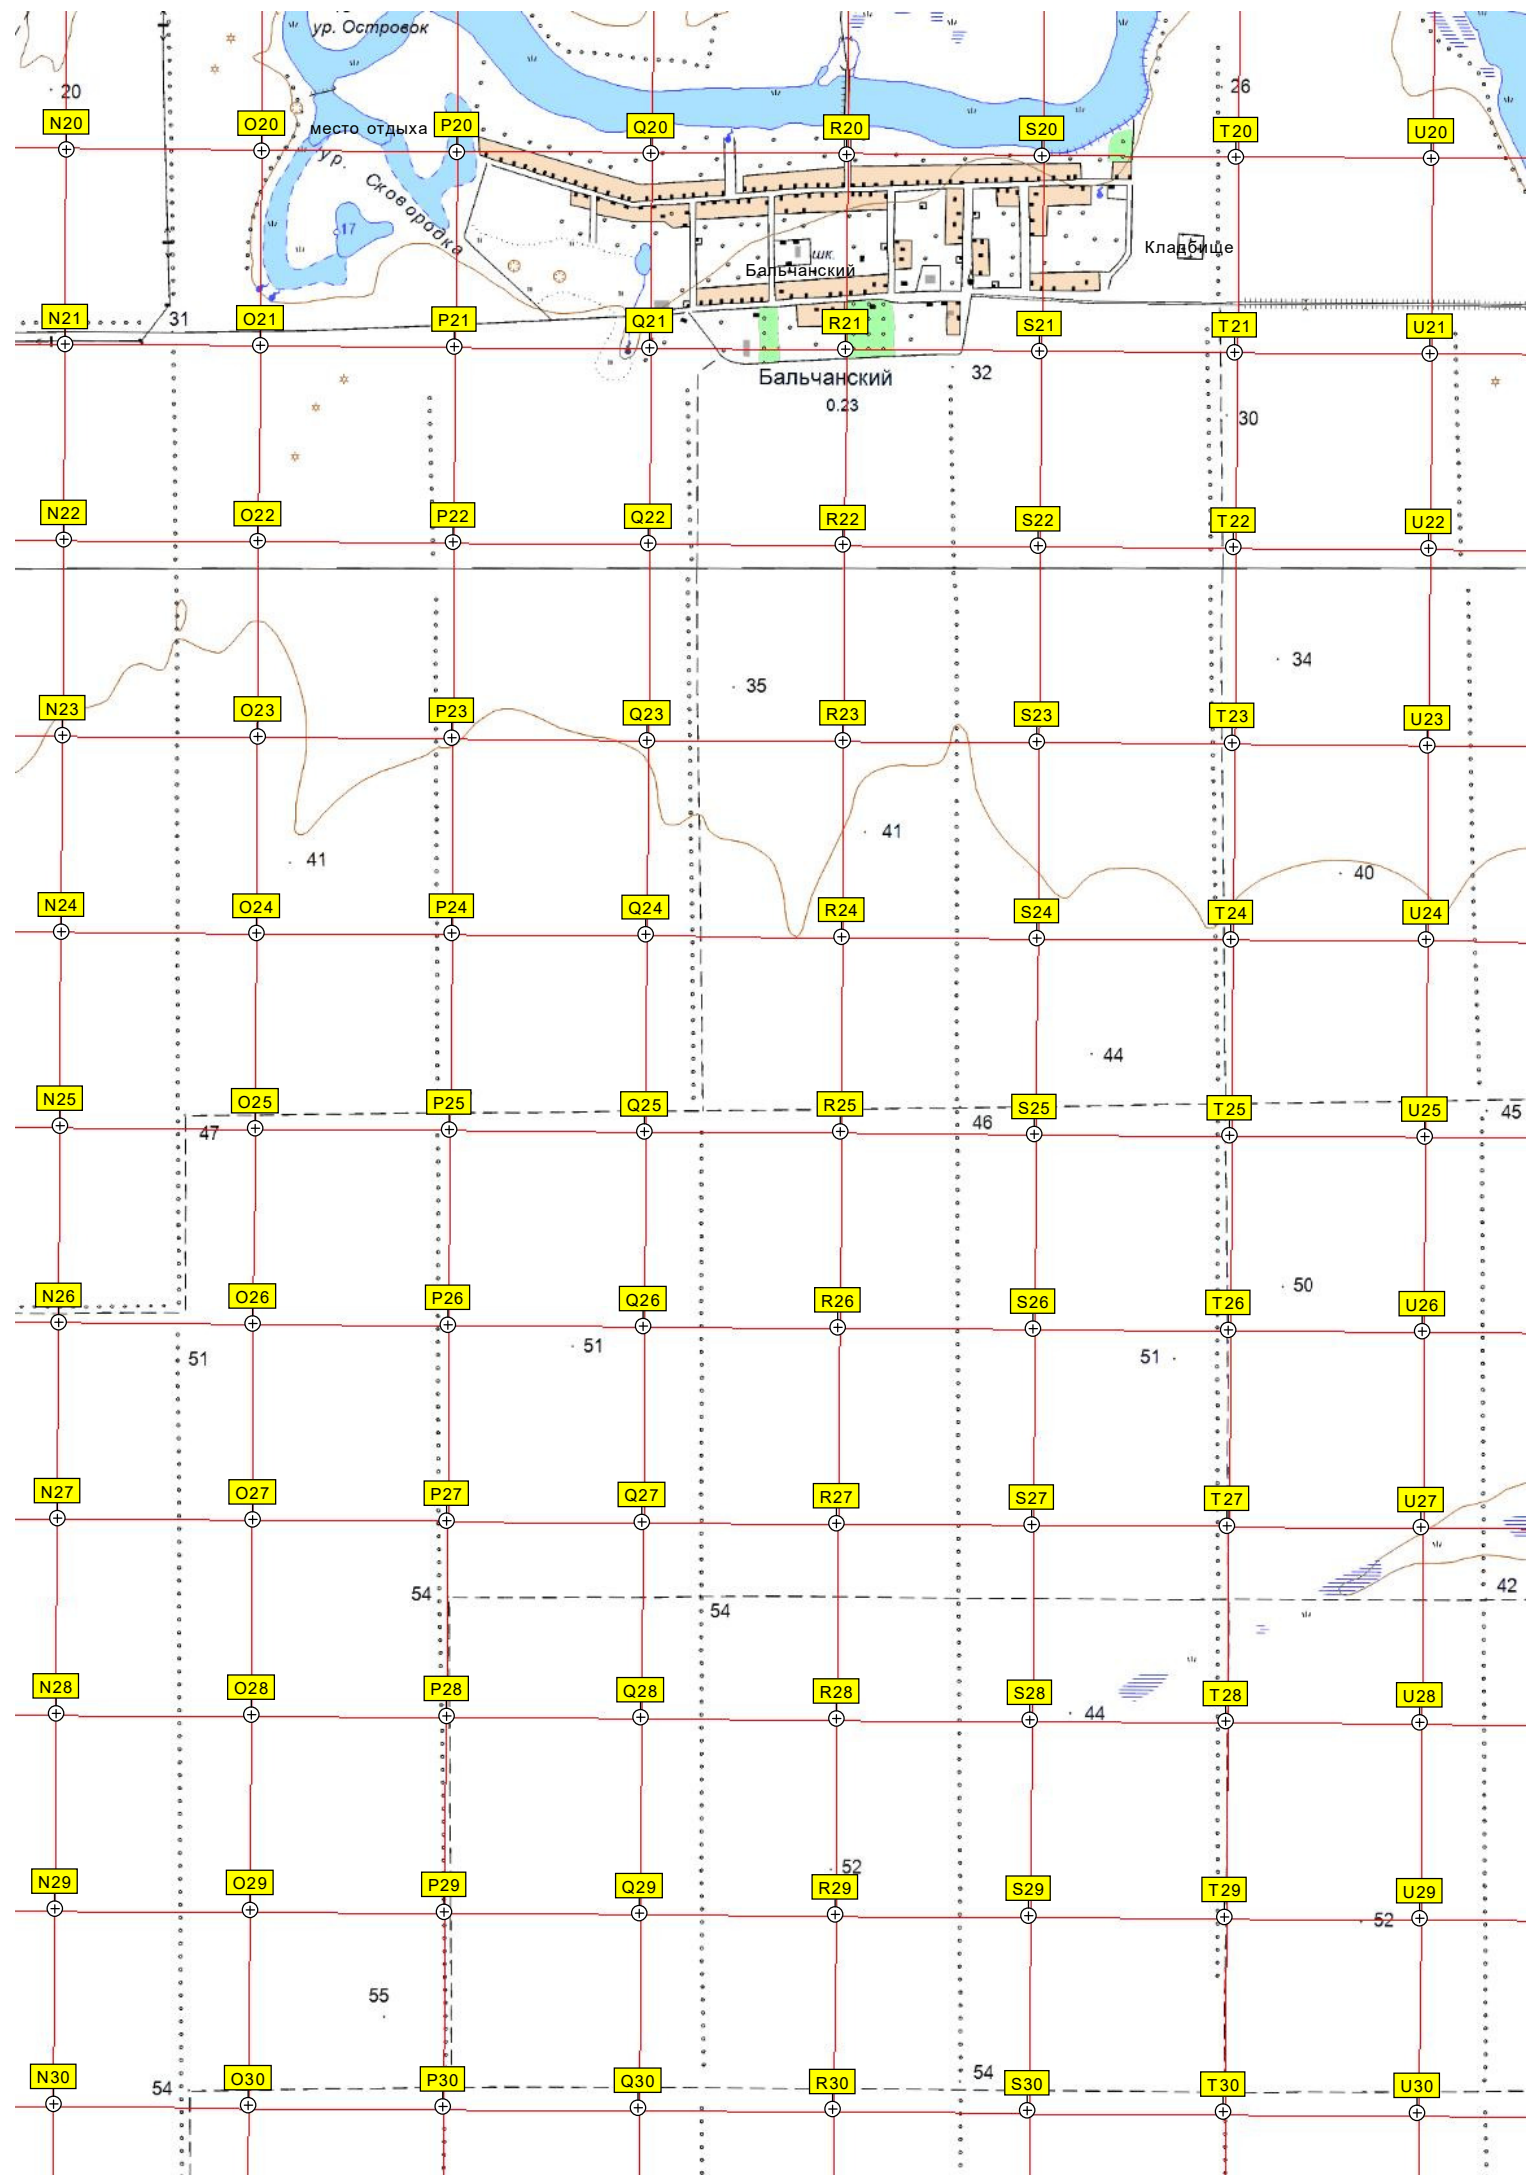 ур. Островок
20
26
N20 O20 место отдыха P20 Q20 R20 S20 T20 U20
ур. Сковородка
17
шк.
Бальчанский
Кладбище
N21 31 O21 P21 Q21 R21 S21 T21 U21
Бальчанский
0.23
32
30
N22 O22 P22 Q22 R22 S22 T22 U22
34
35
N23 O23 P23 Q23 R23 S23 T23 U23
41
41
40
N24 O24 P24 Q24 R24 S24 T24 U24
44
N25 O25 P25 Q25 R25 S25 T25 U25 45
47
46
50
N26 O26 P26 Q26 R26 S26 T26 U26
51
51
51
N27 O27 P27 Q27 R27 S27 T27 U27
42
54
54
N28 O28 P28 Q28 R28 S28 T28 U28
44
52
N29 O29 P29 Q29 R29 S29 T29 U29
52
55
54
N30 O30 P30 Q30 R30 S30 T30 U30
54